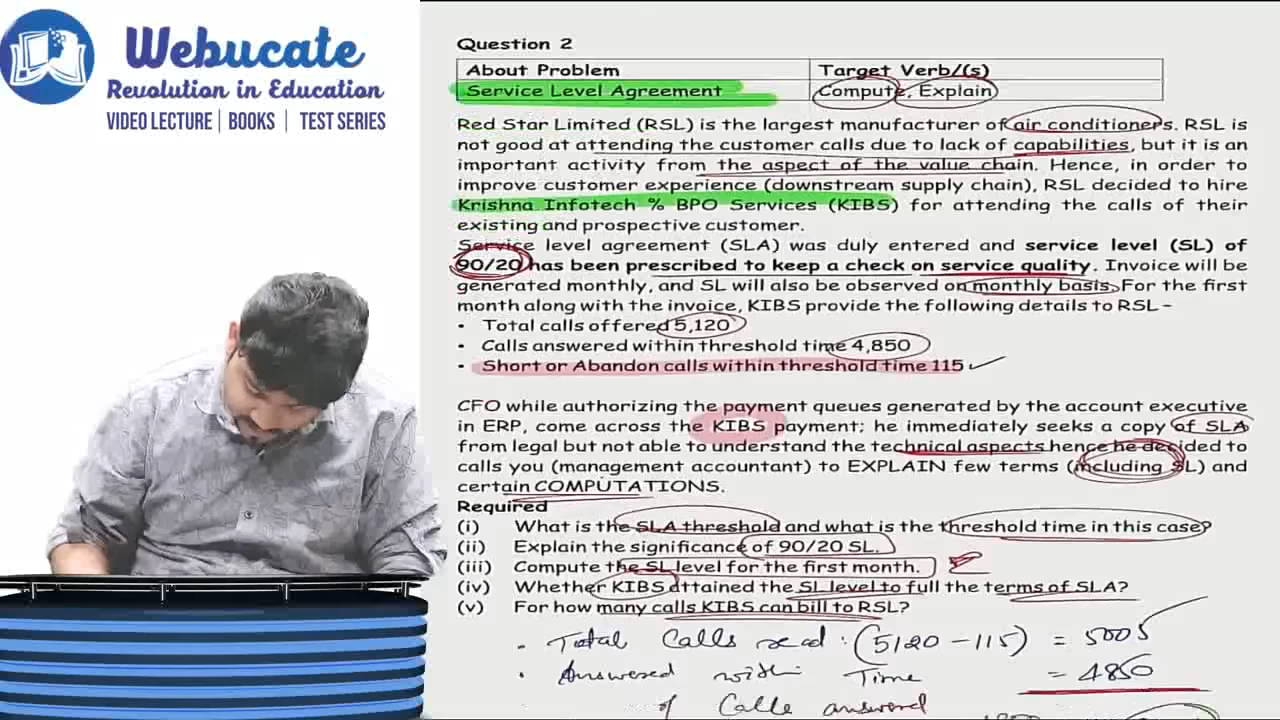 Webucate
Revolution in Education
VIDEO LECTURE | BOOKS | TEST SERIES
Question 2
About Problem Target Verb/(s)
Service Level Agreement Compute, Explain
Red Star Limited (RSL) is the largest manufacturer of air conditioners. RSL is
not good at attending the customer calls due to lack of capabilities, but it is an
important activity from the aspect of the value chain. Hence, in order to
improve customer experience (downstream supply chain), RSL decided to hire
Krishna Infotech % BPO Services (KIBS) for attending the calls of their
existing and prospective customer.
Service level agreement (SLA) was duly entered and service level (SL) of
90/20 has been prescribed to keep a check on service quality. Invoice will be
generated monthly, and SL will also be observed on monthly basis. For the first
month along with the invoice, KIBS provide the following details to RSL-
• Total calls offered 5,120
• Calls answered within threshold time 4,850
• Short or Abandon calls within threshold time 115
CFO while authorizing the payment queues generated by the account executive
in ERP, come across the KIBS payment; he immediately seeks a copy of SLA
from legal but not able to understand the technical aspects hence he decided to
calls you (management accountant) to EXPLAIN few terms (including SL) and
certain COMPUTATIONS.
Required
(i) What is the SLA threshold and what is the threshold time in this case?
(ii) Explain the significance of 90/20 SL.
(iii) Compute the SL level for the first month.
(iv) Whether KIBS attained the SL level to full the terms of SLA?
(v) For how many calls KIBS can bill to RSL?
• Total Calls recd : (5120 - 115) = 5005
• Answered within Time = 4850
of Calls answered